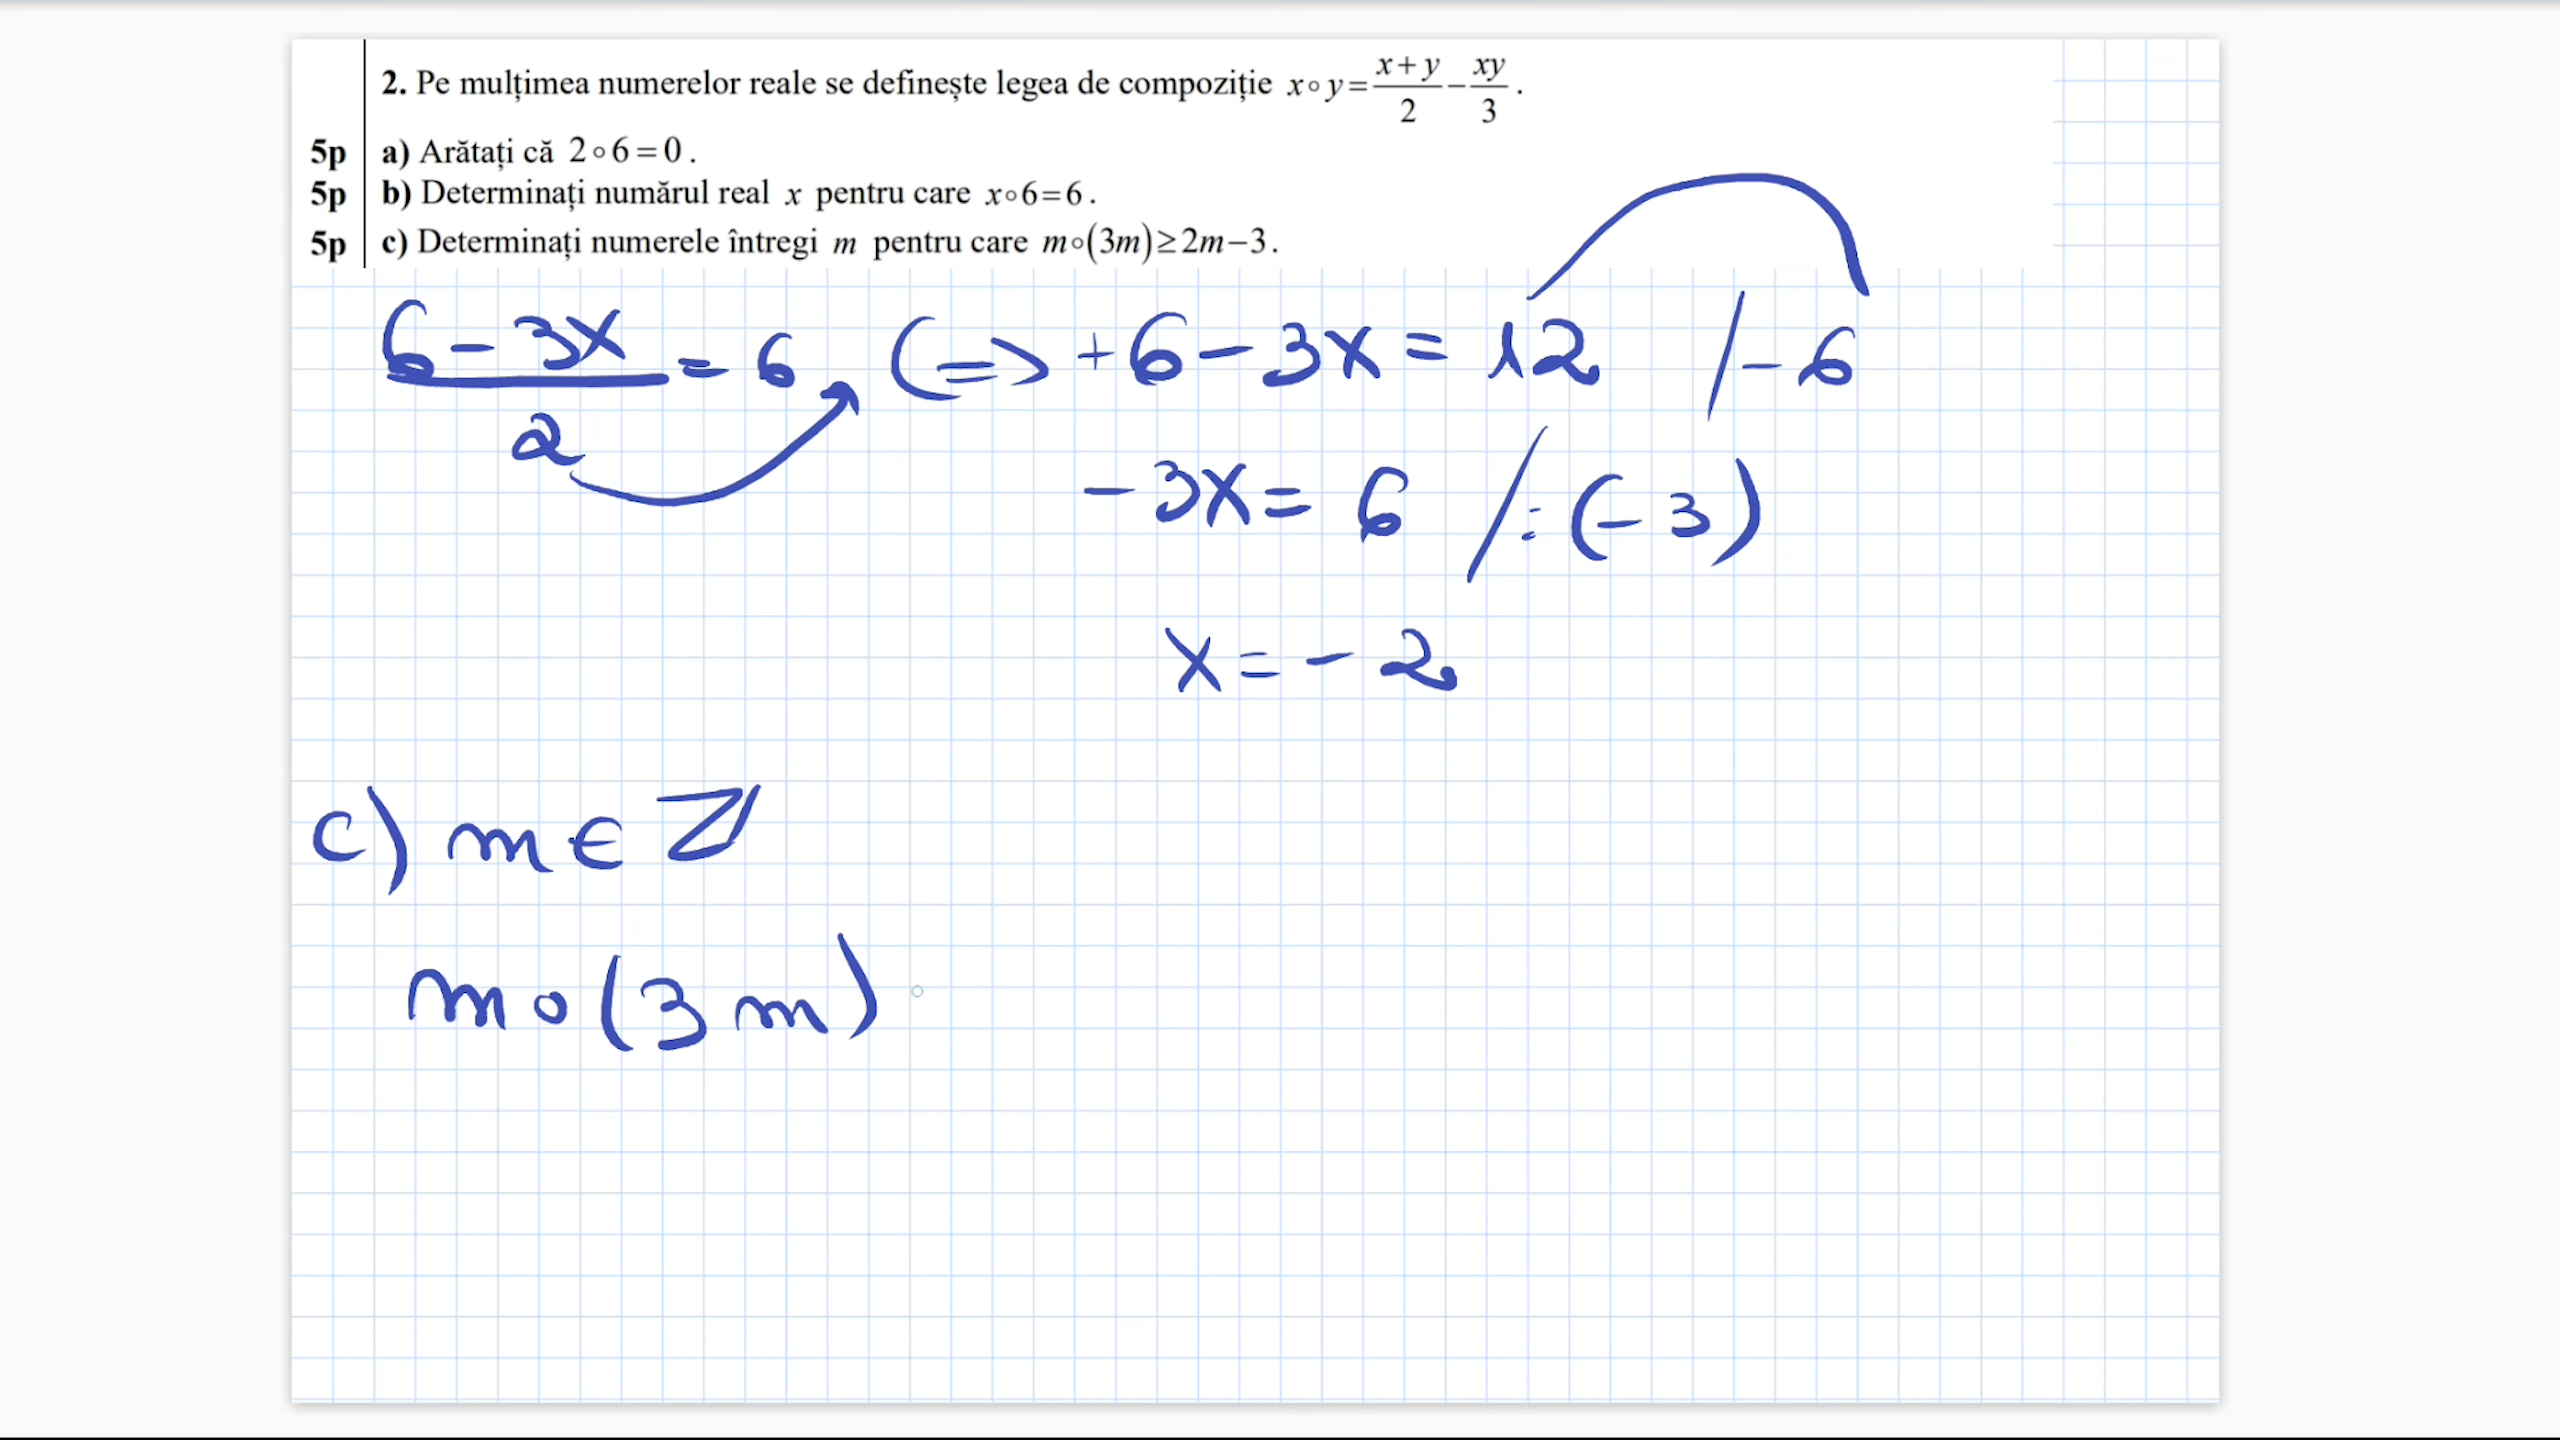 2. Pe mulțimea numerelor reale se definește legea de compoziție x∘y=(x+y)/2−xy/3.
5p a) Arătați că 2∘6=0.
5p b) Determinați numărul real x pentru care x∘6=6.
5p c) Determinați numerele întregi m pentru care m∘(3m)≥2m−3.
(6−3x)/2=6 (=> +6−3x=12 /−6
−3x=6 /:(−3)
x=−2
c) m∈Z
m∘(3m)